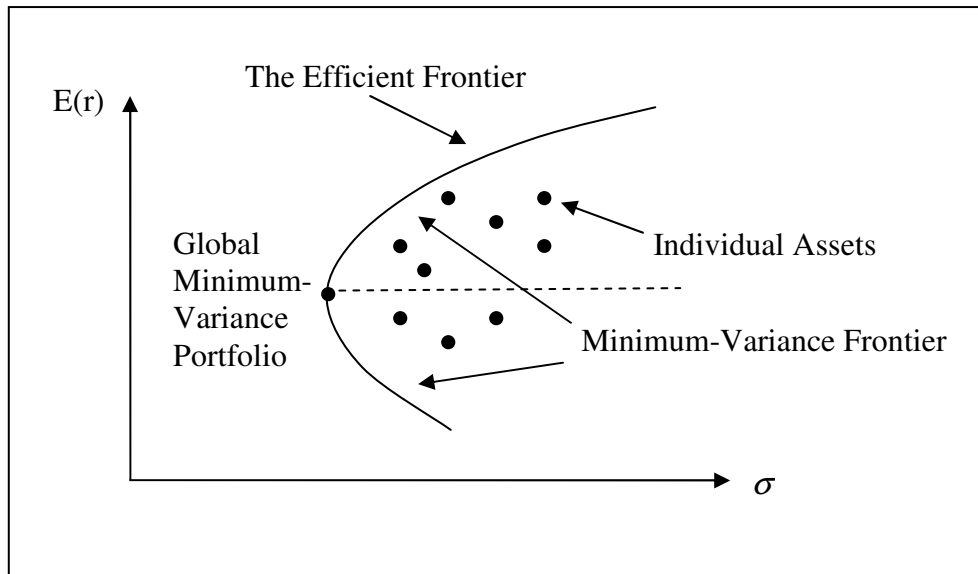 The Efficient Frontier
E(r)
Global
Minimum-
Variance
Portfolio
Individual Assets
Minimum-Variance Frontier
σ